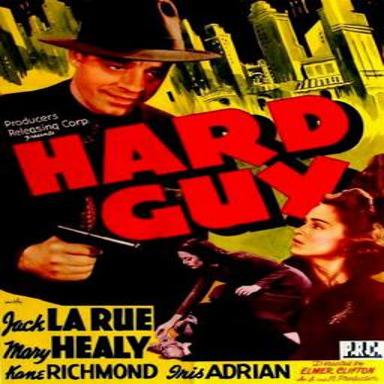 Producers
Releasing Corp.
Presents
HARD
GUY
with
Jack LA RUE
Mary HEALY
Kane RICHMOND Iris ADRIAN
P.R.C.
Directed by
ELMER CLIFTON